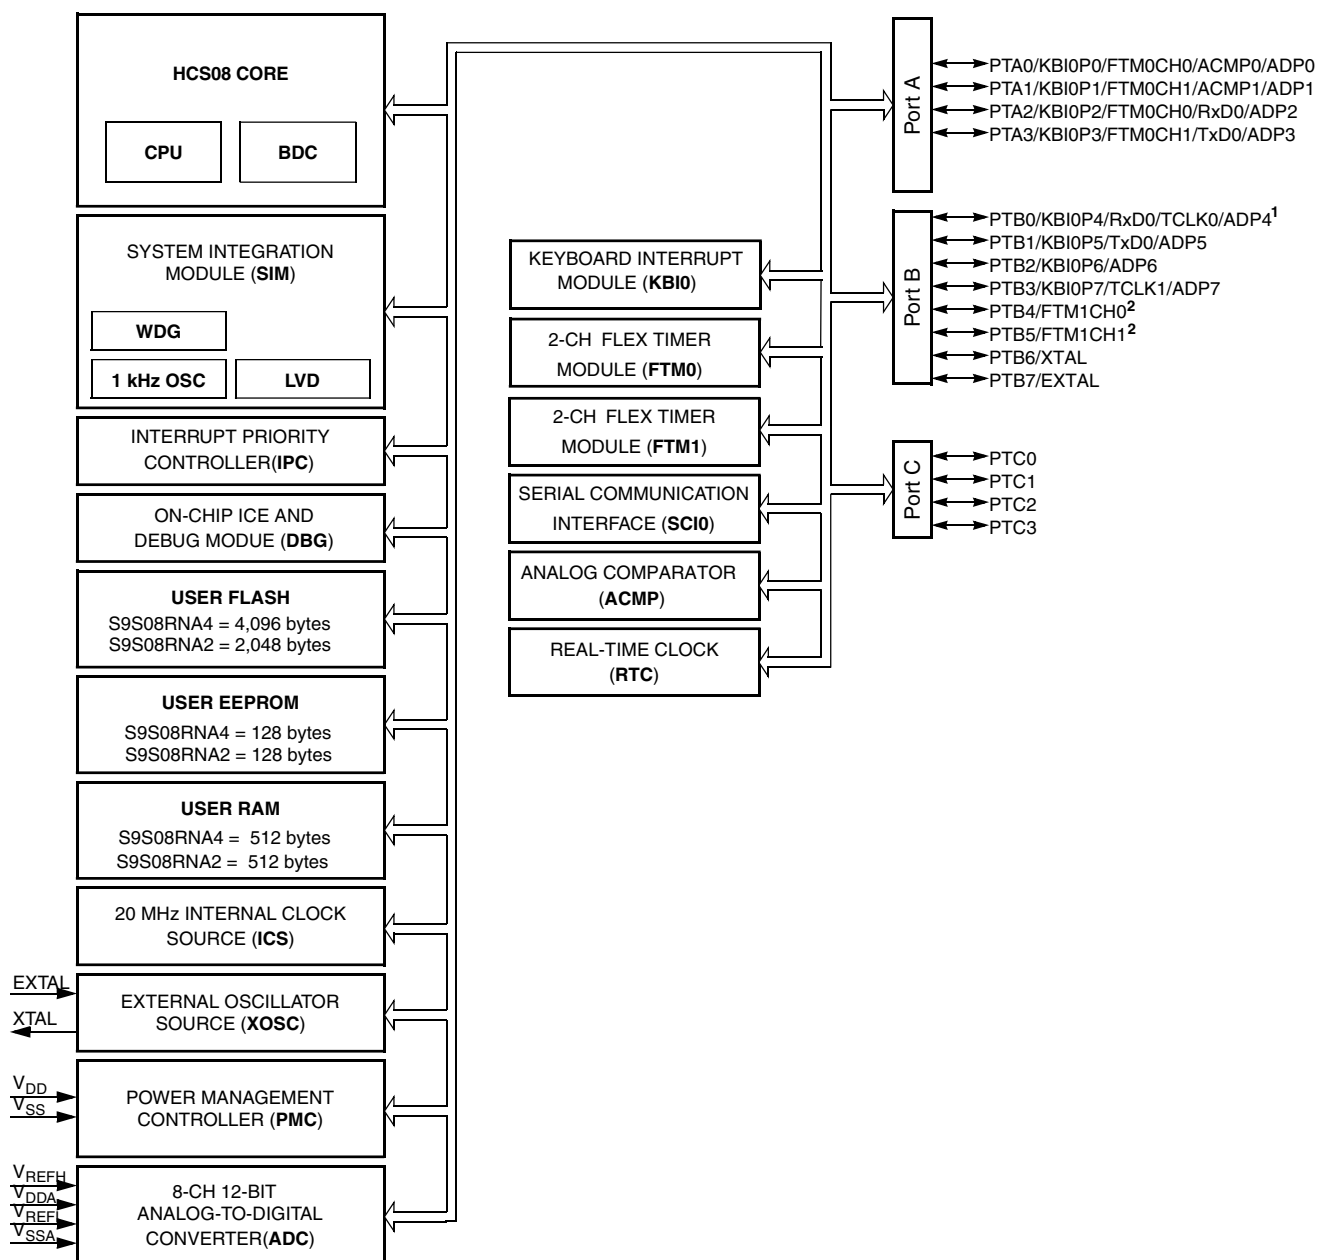 HCS08 CORE
CPU
BDC
SYSTEM INTEGRATION
MODULE (SIM)
WDG
1 kHz OSC
LVD
INTERRUPT PRIORITY
CONTROLLER(IPC)
ON-CHIP ICE AND
DEBUG MODUE (DBG)
USER FLASH
S9S08RNA4 = 4,096 bytes
S9S08RNA2 = 2,048 bytes
USER EEPROM
S9S08RNA4 = 128 bytes
S9S08RNA2 = 128 bytes
USER RAM
S9S08RNA4 = 512 bytes
S9S08RNA2 = 512 bytes
20 MHz INTERNAL CLOCK
SOURCE (ICS)
EXTAL
XTAL
EXTERNAL OSCILLATOR
SOURCE (XOSC)
VDD
VSS
POWER MANAGEMENT
CONTROLLER (PMC)
VREFH
VDDA
VREFL
VSSA
8-CH 12-BIT
ANALOG-TO-DIGITAL
CONVERTER(ADC)
KEYBOARD INTERRUPT
MODULE (KBI0)
2-CH FLEX TIMER
MODULE (FTM0)
2-CH FLEX TIMER
MODULE (FTM1)
SERIAL COMMUNICATION
INTERFACE (SCI0)
ANALOG COMPARATOR
(ACMP)
REAL-TIME CLOCK
(RTC)
Port A
PTA0/KBI0P0/FTM0CH0/ACMP0/ADP0
PTA1/KBI0P1/FTM0CH1/ACMP1/ADP1
PTA2/KBI0P2/FTM0CH0/RxD0/ADP2
PTA3/KBI0P3/FTM0CH1/TxD0/ADP3
Port B
PTB0/KBI0P4/RxD0/TCLK0/ADP4¹
PTB1/KBI0P5/TxD0/ADP5
PTB2/KBI0P6/ADP6
PTB3/KBI0P7/TCLK1/ADP7
PTB4/FTM1CH0²
PTB5/FTM1CH1²
PTB6/XTAL
PTB7/EXTAL
Port C
PTC0
PTC1
PTC2
PTC3